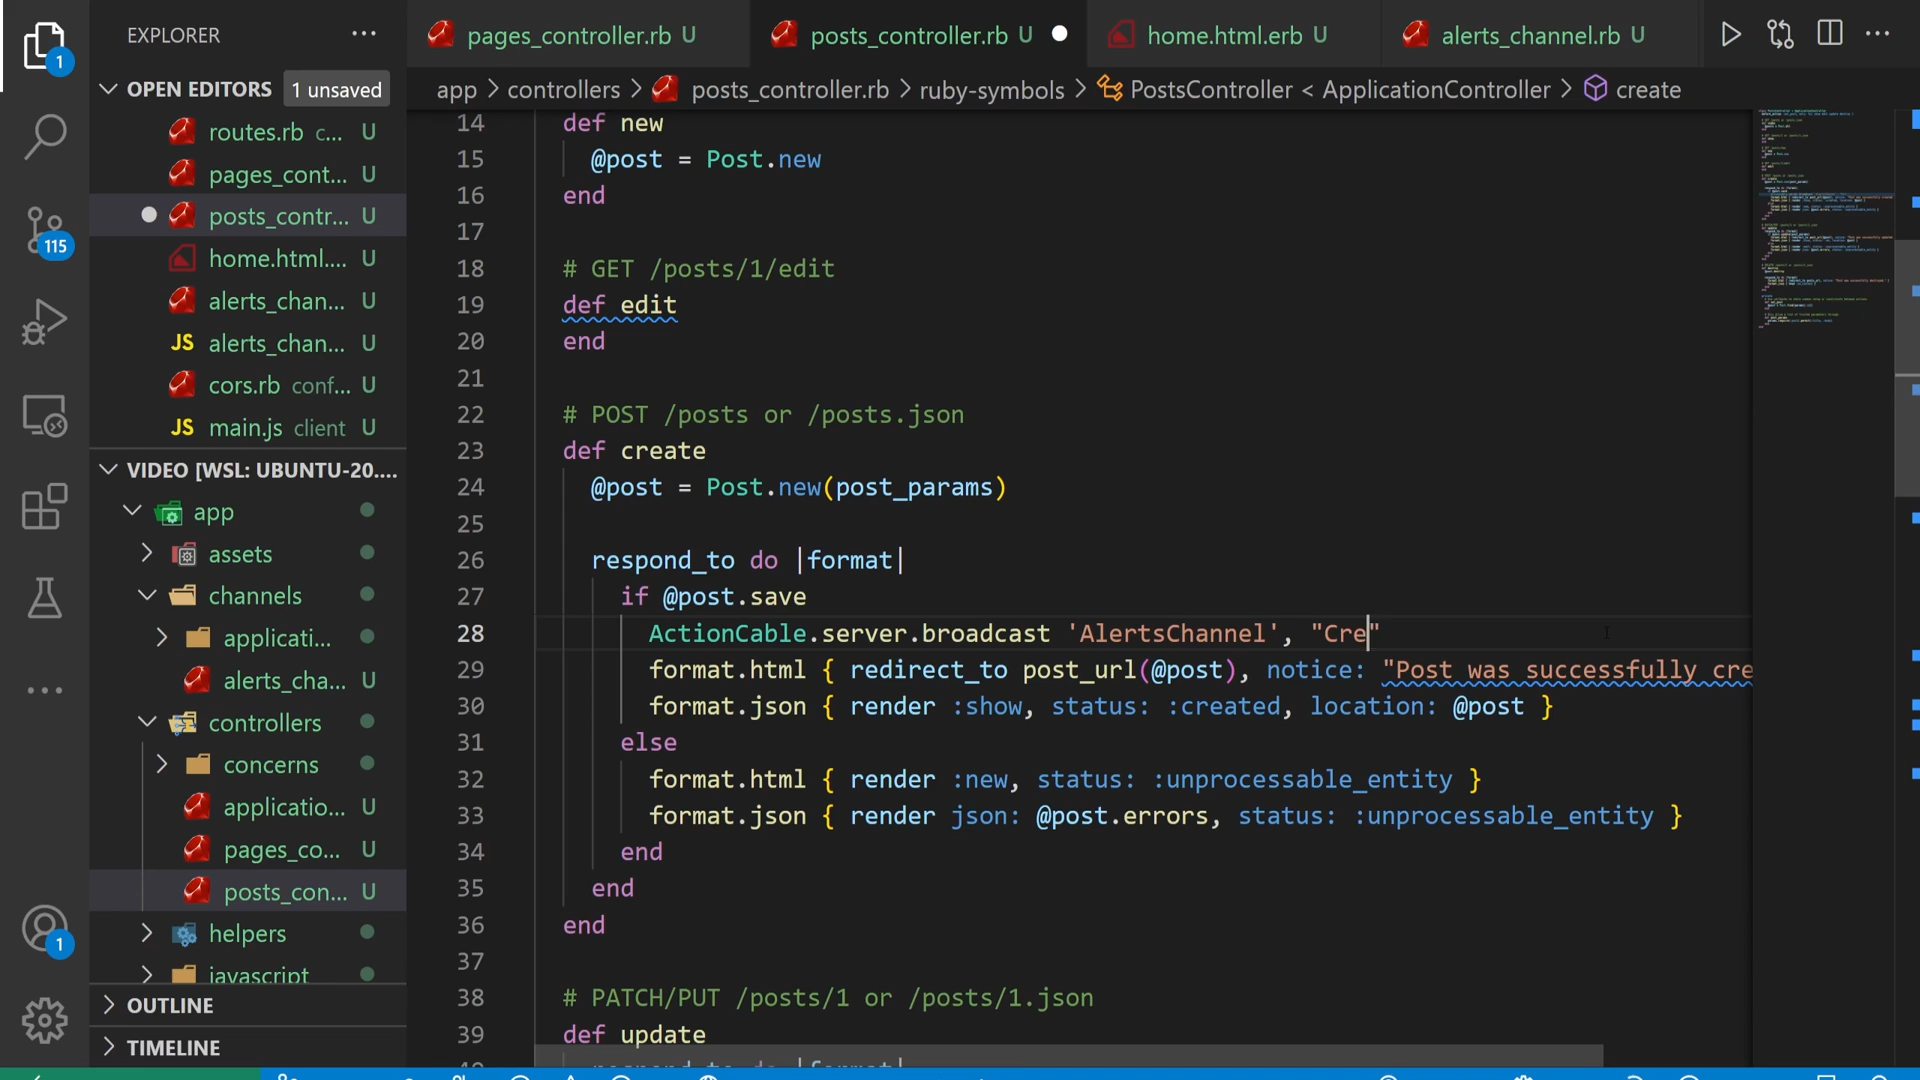 EXPLORER
OPEN EDITORS 1 unsaved
routes.rb c... U
pages_cont... U
posts_contr... U
home.html.... U
alerts_chan... U
JS alerts_chan... U
cors.rb conf... U
JS main.js client U
VIDEO [WSL: UBUNTU-20....
app
assets
channels
applicati...
alerts_cha... U
controllers
concerns
applicatio... U
pages_co... U
posts_con... U
helpers
javascript
OUTLINE
TIMELINE
1
115
1
pages_controller.rb U
posts_controller.rb U
home.html.erb U
alerts_channel.rb U
app > controllers > posts_controller.rb > ruby-symbols > PostsController < ApplicationController > create
14 def new
15 @post = Post.new
16 end
17
18 # GET /posts/1/edit
19 def edit
20 end
21
22 # POST /posts or /posts.json
23 def create
24 @post = Post.new(post_params)
25
26 respond_to do |format|
27 if @post.save
28 ActionCable.server.broadcast 'AlertsChannel', "Cre"
29 format.html { redirect_to post_url(@post), notice: "Post was successfully cre
30 format.json { render :show, status: :created, location: @post }
31 else
32 format.html { render :new, status: :unprocessable_entity }
33 format.json { render json: @post.errors, status: :unprocessable_entity }
34 end
35 end
36 end
37
38 # PATCH/PUT /posts/1 or /posts/1.json
39 def update
respond_to do |format|